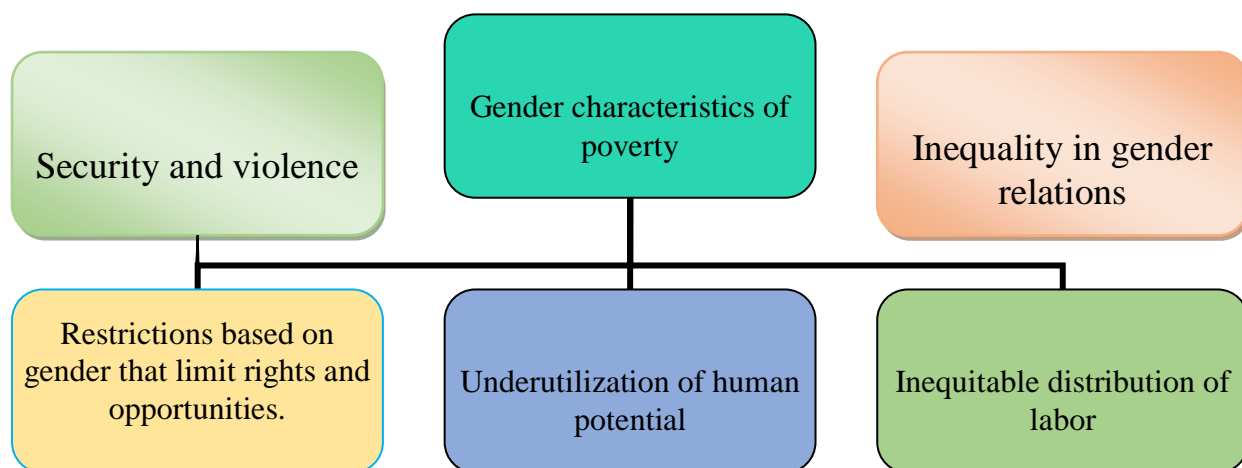 Security and violence
Gender characteristics of
poverty
Inequality in gender
relations
Restrictions based on
gender that limit rights and
opportunities.
Underutilization of human
potential
Inequitable distribution of
labor